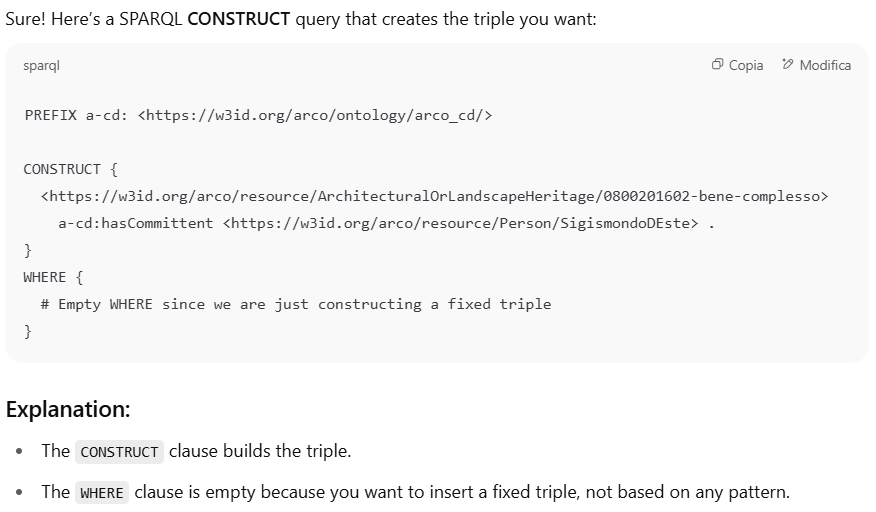 Sure! Here's a SPARQL CONSTRUCT query that creates the triple you want:
sparql
Copia
Modifica
PREFIX a-cd: <https://w3id.org/arco/ontology/arco_cd/>
CONSTRUCT {
<https://w3id.org/arco/resource/ArchitecturalOrLandscapeHeritage/0800201602-bene-complesso>
a-cd:hasCommittent <https://w3id.org/arco/resource/Person/SigismondoDEste> .
}
WHERE {
# Empty WHERE since we are just constructing a fixed triple
}
Explanation:
• The CONSTRUCT clause builds the triple.
• The WHERE clause is empty because you want to insert a fixed triple, not based on any pattern.